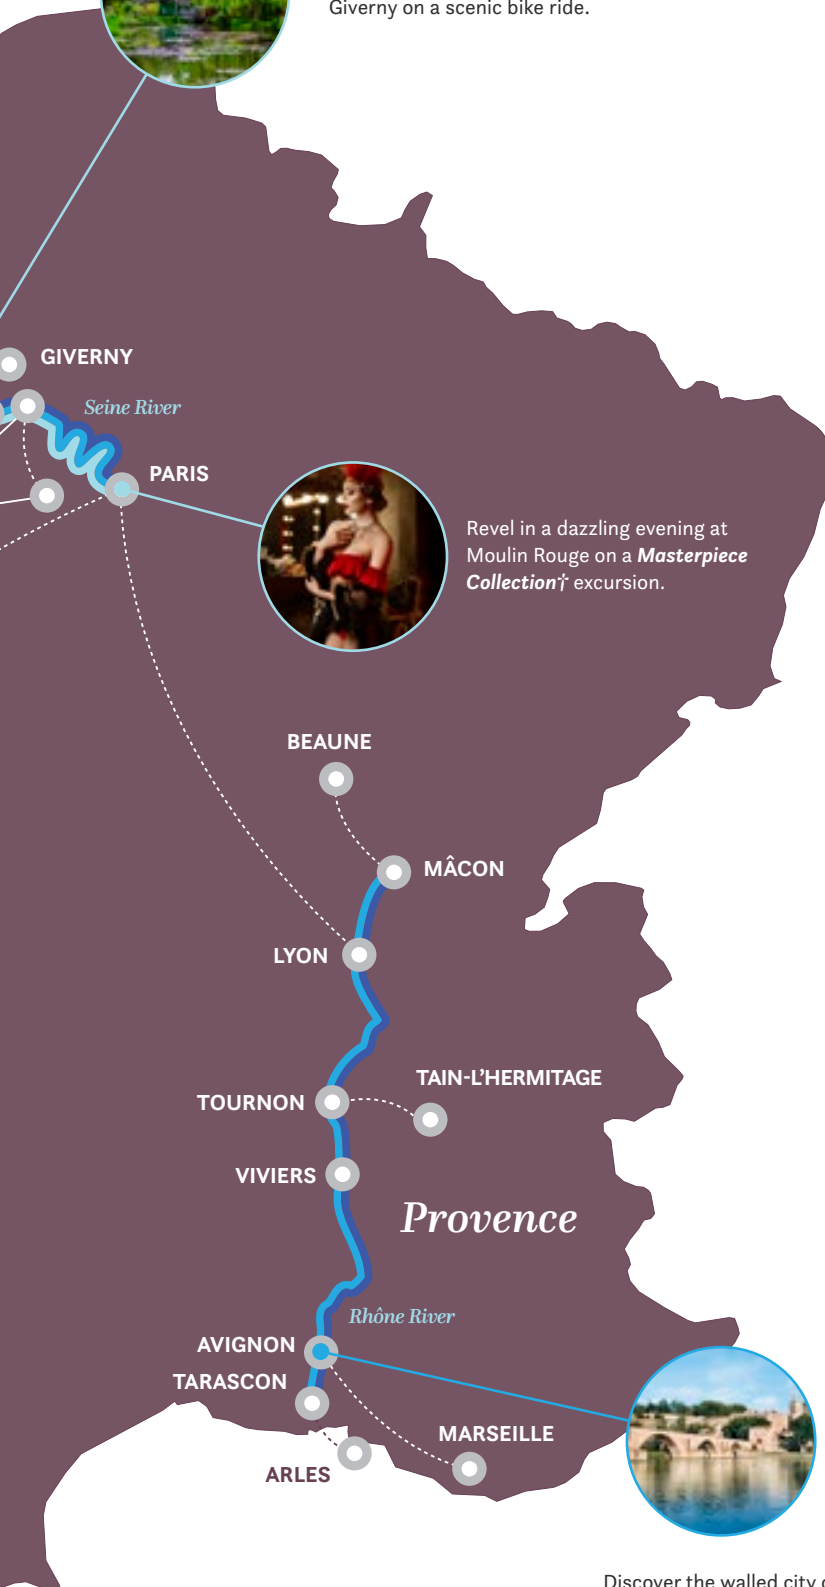 Giverny on a scenic bike ride.
GIVERNY
Seine River
PARIS
Revel in a dazzling evening at
Moulin Rouge on a Masterpiece
Collection† excursion.
BEAUNE
MÂCON
LYON
TAIN-L’HERMITAGE
TOURNON
VIVIERS
Provence
Rhône River
AVIGNON
TARASCON
MARSEILLE
ARLES
Discover the walled city